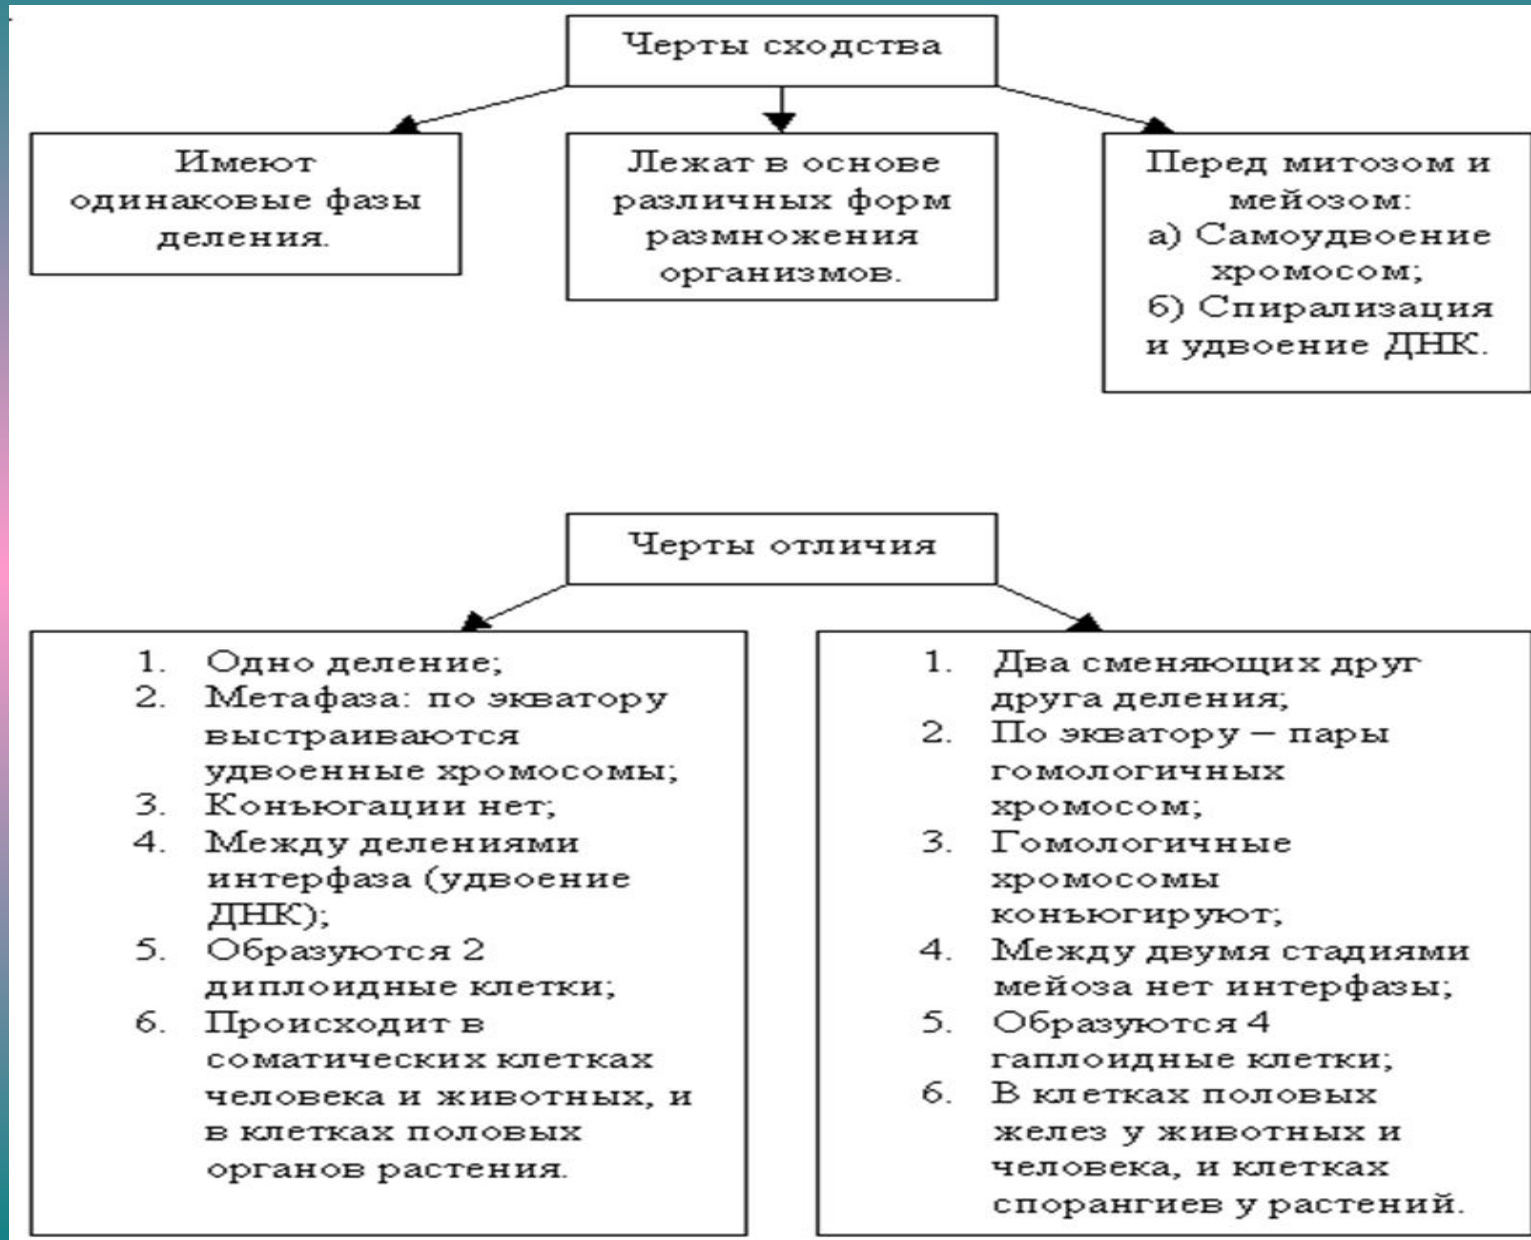 Черты сходства
Имеют
одинаковые фазы
деления.
Лежат в основе
различных форм
размножения
организмов.
Перед митозом и
мейозом:
а) Самоудвоение
хромосом;
б) Спирализация
и удвоение ДНК.
Черты отличия
1. Одно деление;
2. Метафаза: по экватору
выстраиваются
удвоенные хромосомы;
3. Конъюгации нет;
4. Между делениями
интерфаза (удвоение
ДНК);
5. Образуются 2
диплоидные клетки;
6. Происходит в
соматических клетках
человека и животных, и
в клетках половых
органов растения.
1. Два сменяющих друг
друга деления;
2. По экватору – пары
гомологичных
хромосом;
3. Гомологичные
хромосомы
коньюгируют;
4. Между двумя стадиями
мейоза нет интерфазы;
5. Образуются 4
гаплоидные клетки;
6. В клетках половых
желез у животных и
человека, и клетках
спорангиев у растений.